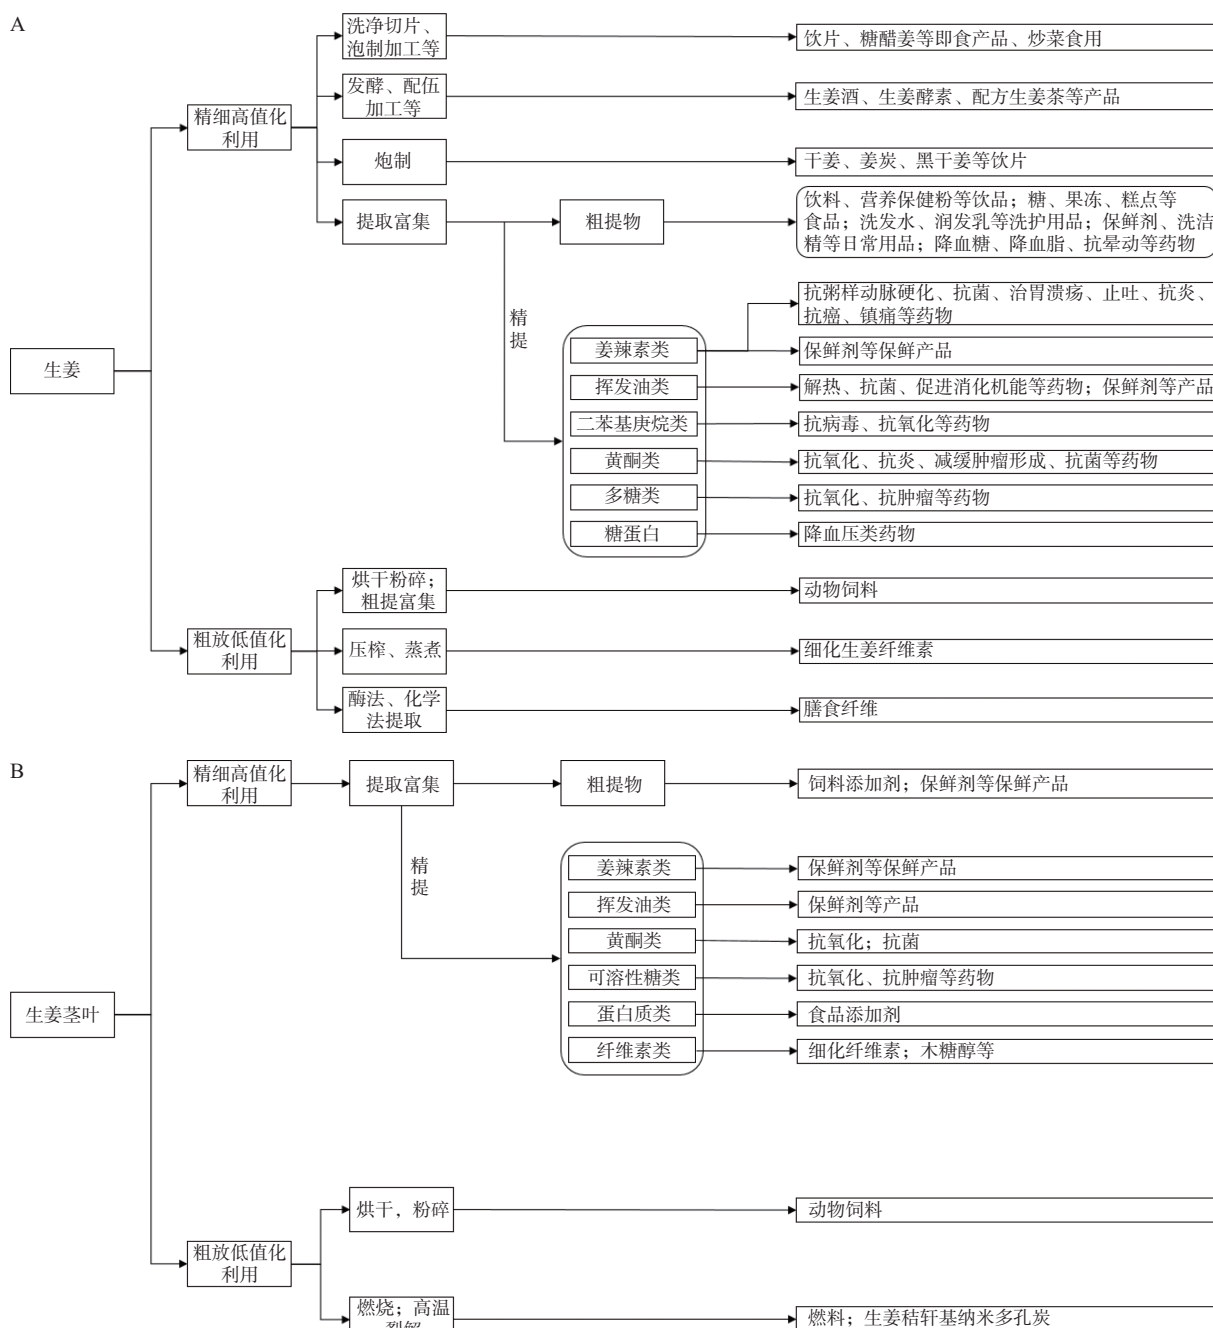 A
洗净切片、
泡制加工等
饮片、糖醋姜等即食产品、炒菜食用
发酵、配伍
加工等
生姜酒、生姜酵素、配方生姜茶等产品
精细高值化
利用
炮制
干姜、姜炭、黑干姜等饮片
提取富集
粗提物
饮料、营养保健粉等饮品；糖、果冻、糕点等
食品；洗发水、润发乳等洗护用品；保鲜剂、洗洁
精等日常用品；降血糖、降血脂、抗晕动等药物
精
提
抗粥样动脉硬化、抗菌、治胃溃疡、止吐、抗炎、
抗癌、镇痛等药物
生姜
姜辣素类
保鲜剂等保鲜产品
挥发油类
解热、抗菌、促进消化机能等药物；保鲜剂等产品
二苯基庚烷类
抗病毒、抗氧化等药物
黄酮类
抗氧化、抗炎、减缓肿瘤形成、抗菌等药物
多糖类
抗氧化、抗肿瘤等药物
糖蛋白
降血压类药物
烘干粉碎；
粗提富集
动物饲料
粗放低值化
利用
压榨、蒸煮
细化生姜纤维素
酶法、化学
法提取
膳食纤维
B
精细高值化
利用
提取富集
粗提物
饲料添加剂；保鲜剂等保鲜产品
精
提
姜辣素类
保鲜剂等保鲜产品
挥发油类
保鲜剂等产品
黄酮类
抗氧化；抗菌
可溶性糖类
抗氧化、抗肿瘤等药物
生姜茎叶
蛋白质类
食品添加剂
纤维素类
细化纤维素；木糖醇等
烘干，粉碎
动物饲料
粗放低值化
利用
燃烧；高温
裂解
燃料；生姜秸轩基纳米多孔炭